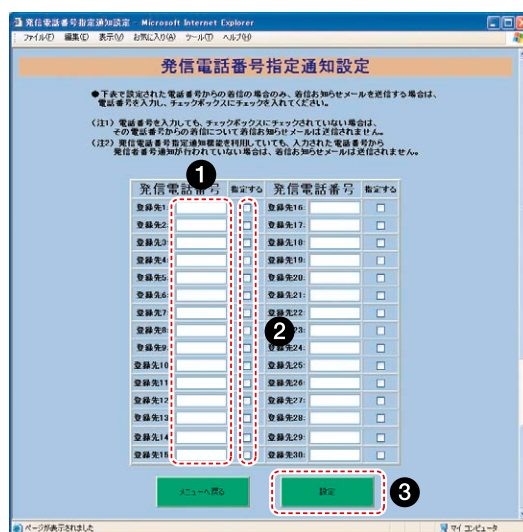 発信電話番号指定通知設定 - Microsoft Internet Explorer
ファイル(F) 編集(E) 表示(V) お気に入り(A) ツール(T) ヘルプ(H)
発信電話番号指定通知設定
●下表で設定された電話番号からの着信の場合のみ、着信お知らせメールを送信する場合は、
電話番号を入力し、チェックボックスにチェックを入れてください。
(注1) 電話番号を入力しても、チェックボックスにチェックされていない場合は、
その電話番号からの着信について着信お知らせメールは送信されません。
(注2) 発信電話番号指定通知機能を利用していても、入力された電話番号から
発信者番号通知が行われていない場合は、着信お知らせメールは送信されません。
1
発信電話番号 指定する 発信電話番号 指定する
登録先1: 登録先16:
登録先2: 登録先17:
登録先3: 登録先18:
登録先4: 登録先19:
登録先5: 登録先20:
登録先6: 登録先21:
登録先7: 登録先22:
登録先8: 2 23:
登録先9: 登録先24:
登録先10 登録先25:
登録先11 登録先26:
登録先12 登録先27:
登録先13 登録先28:
登録先14 登録先29:
登録先15 登録先30:
メニューへ戻る 設定 3
ページが表示されました マイ コンピュータ